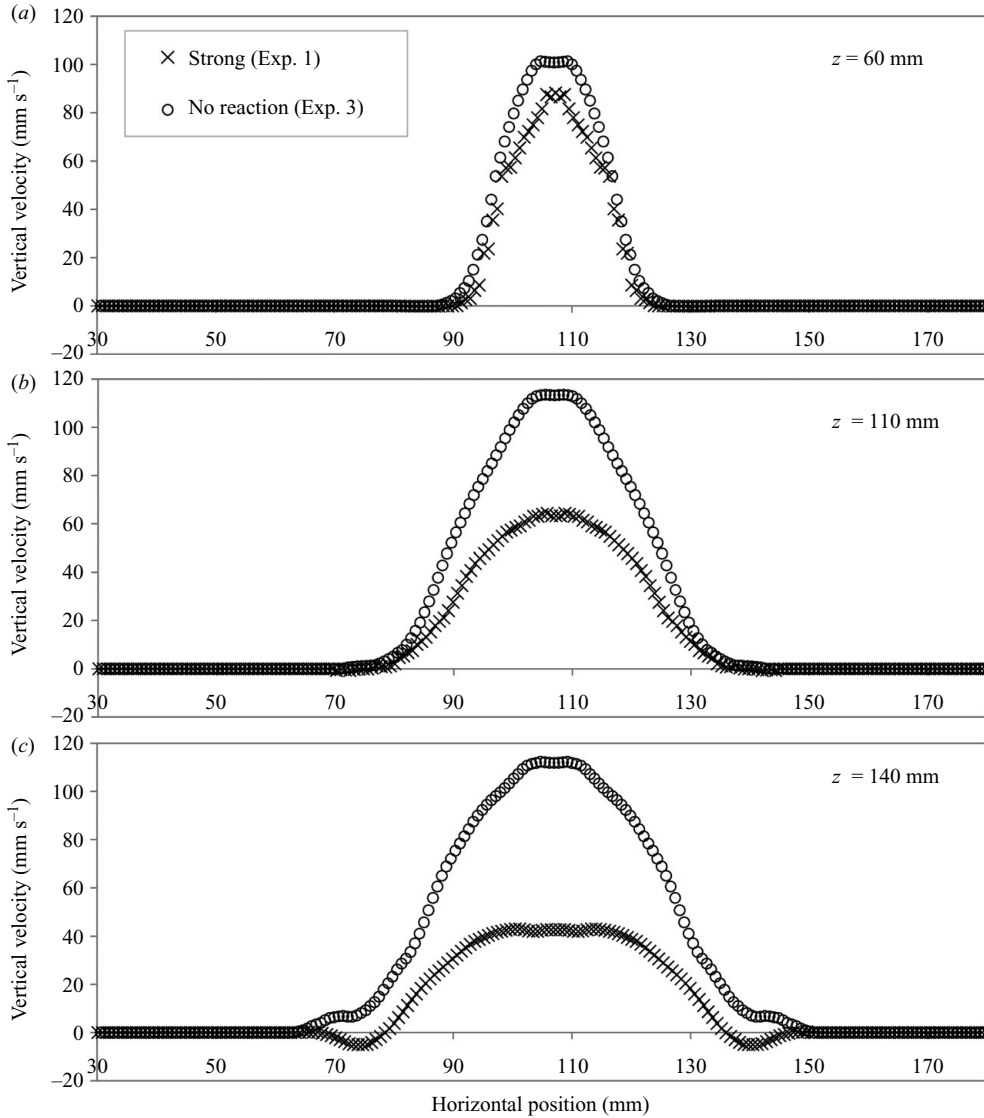 (a)
120
100
80
60
40
20
0
–20
Vertical velocity (mm s–1)
Strong (Exp. 1)
No reaction (Exp. 3)
z = 60 mm
30 50 70 90 110 130 150 170
(b)
120
100
80
60
40
20
0
–20
Vertical velocity (mm s–1)
z = 110 mm
30 50 70 90 110 130 150 170
(c)
120
100
80
60
40
20
0
–20
Vertical velocity (mm s–1)
z = 140 mm
30 50 70 90 110 130 150 170
Horizontal position (mm)